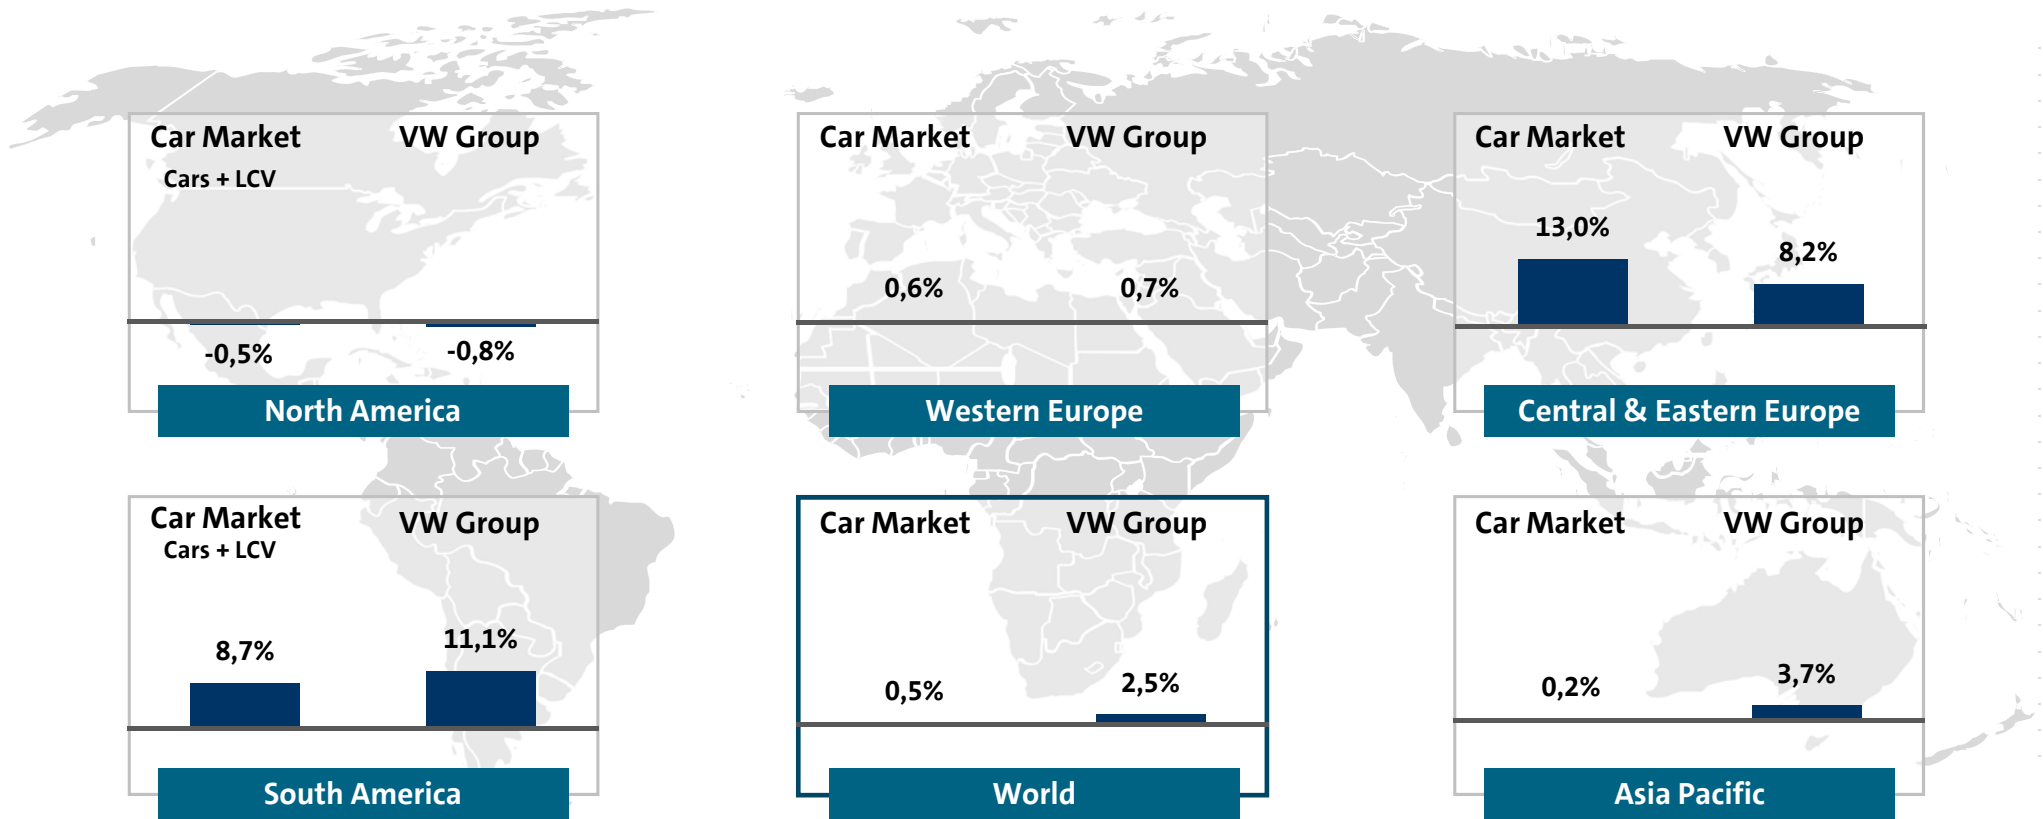 Car Market VW Group
Cars + LCV
-0,5% -0,8%
North America
Car Market VW Group
0,6% 0,7%
Western Europe
Car Market VW Group
13,0% 8,2%
Central & Eastern Europe
Car Market VW Group
Cars + LCV
8,7% 11,1%
South America
Car Market VW Group
0,5% 2,5%
World
Car Market VW Group
0,2% 3,7%
Asia Pacific